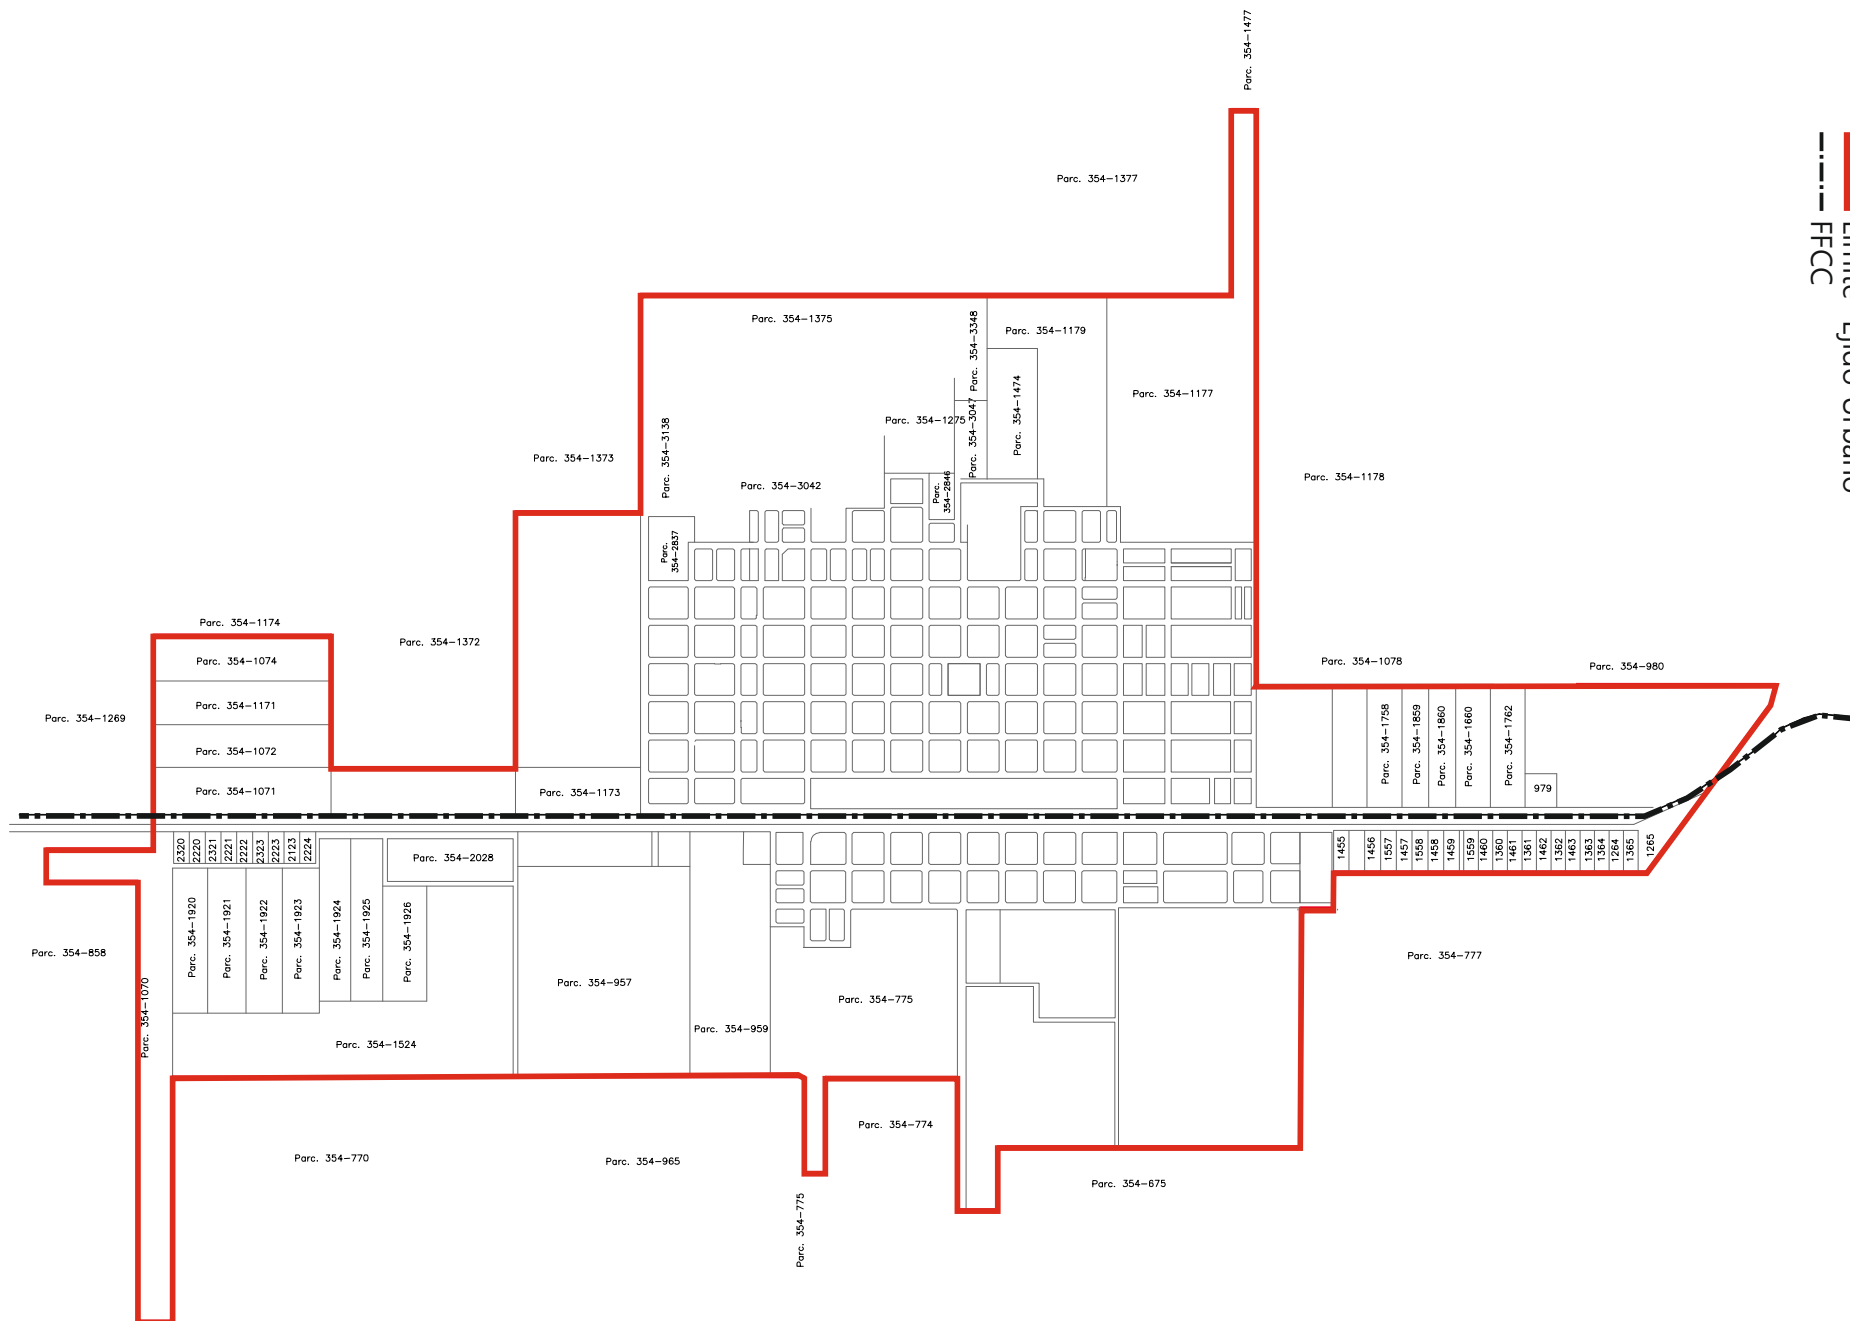 Parc. 354-1477
Parc. 354-1377
FFCC
Límite Ejido Urbano
Parc. 354-1375
Parc. 354-3348
Parc. 354-1179
Parc. 354-1474
Parc. 354-1177
Parc. 354-1275
Parc. 354-3047
Parc. 354-3138
Parc. 354-1373
Parc. 354-3042
Parc.
354-2846
Parc. 354-1178
Parc.
354-2837
Parc. 354-1174
Parc. 354-1372
Parc. 354-1074
Parc. 354-1078
Parc. 354-980
Parc. 354-1171
Parc. 354-1269
Parc. 354-1072
Parc. 354-1758
Parc. 354-1859
Parc. 354-1860
Parc. 354-1660
Parc. 354-1762
Parc. 354-1071
Parc. 354-1173
979
2320
2220
2321
2221
2222
2323
2223
2123
2224
Parc. 354-2028
1455
1456
1557
1457
1558
1458
1459
1559
1460
1360
1461
1361
1462
1362
1463
1363
1364
1264
1365
1265
Parc. 354-1920
Parc. 354-1921
Parc. 354-1922
Parc. 354-1923
Parc. 354-1924
Parc. 354-1925
Parc. 354-1926
Parc. 354-858
Parc. 354-777
Parc. 354-957
Parc. 354-775
Parc. 354-1070
Parc. 354-959
Parc. 354-1524
Parc. 354-774
Parc. 354-770
Parc. 354-965
Parc. 354-675
Parc. 354-775